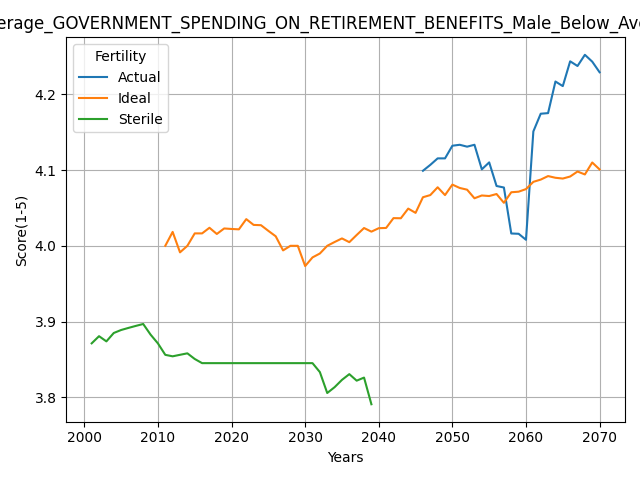 erage_GOVERNMENT_SPENDING_ON_RETIREMENT_BENEFITS_Male_Below_Ave
Fertility
Actual
Ideal
Sterile
Score(1-5)
4.2
4.1
4.0
3.9
3.8
2000 2010 2020 2030 2040 2050 2060 2070
Years